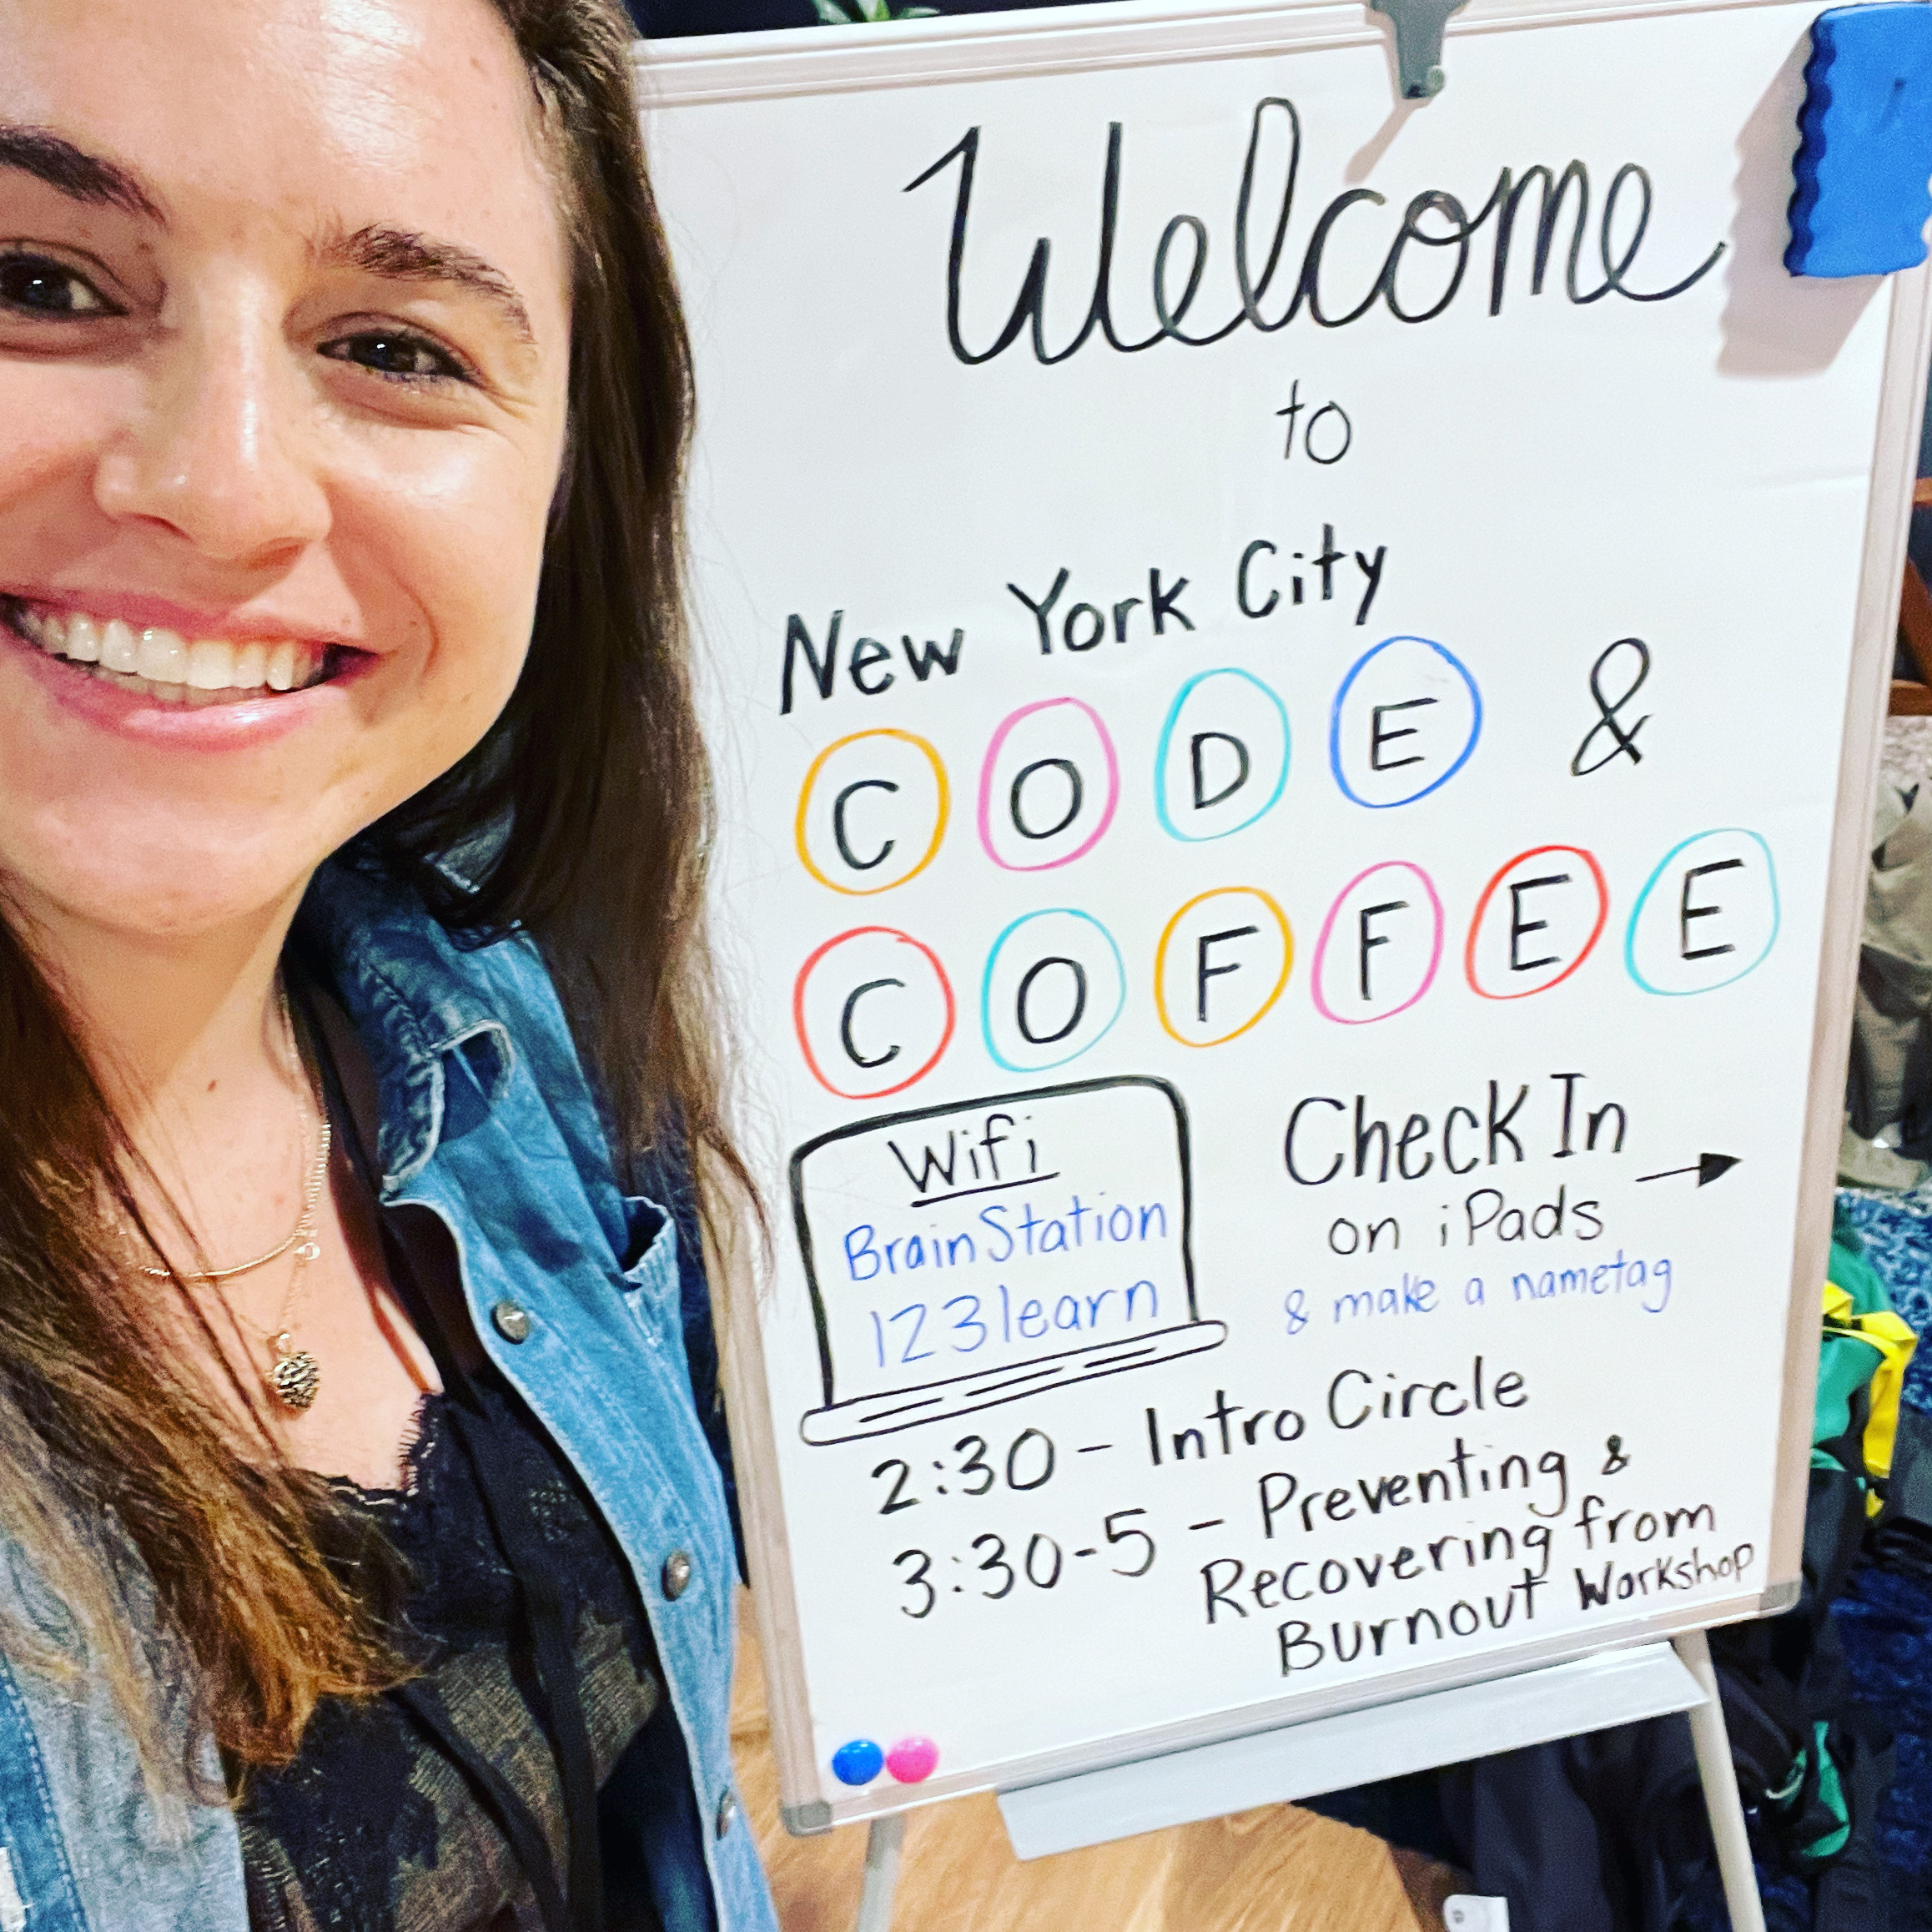 Welcome
to
New York City
CODE &
COFFEE
Wifi
BrainStation
123learn
Check In
on iPads
& make a nametag
2:30 - Intro Circle
3:30-5 - Preventing &
Recovering from
Burnout Workshop